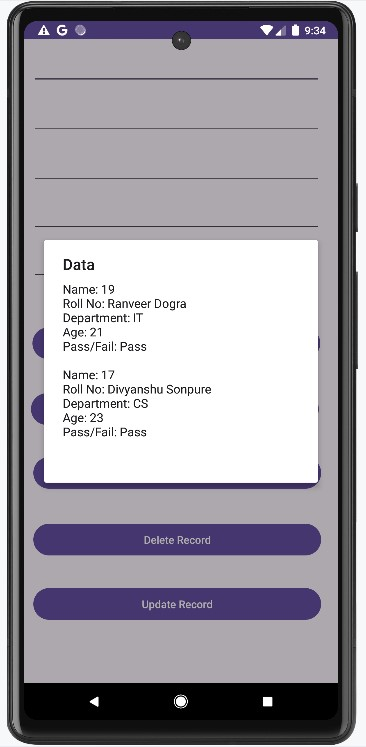 G 9:34
Data
Name: 19
Roll No: Ranveer Dogra
Department: IT
Age: 21
Pass/Fail: Pass
Name: 17
Roll No: Divyanshu Sonpure
Department: CS
Age: 23
Pass/Fail: Pass
Delete Record
Update Record